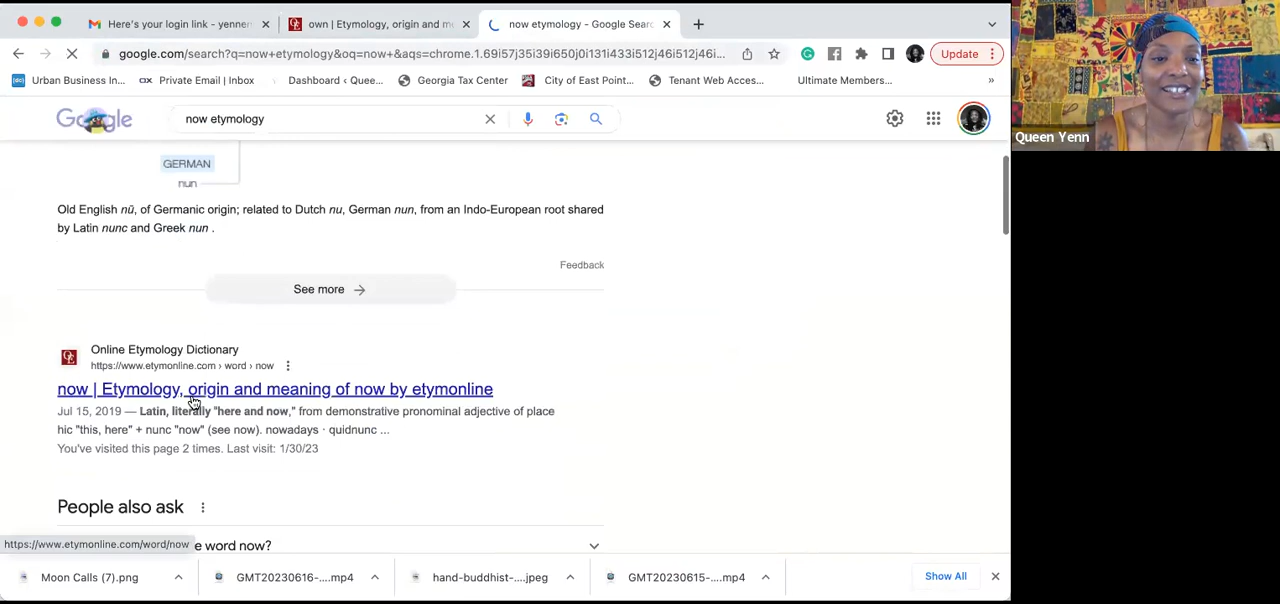 Here's your login link - yennen
own | Etymology, origin and me
now etymology - Google Searc
google.com/search?q=now+etymology&oq=now+&aqs=chrome.1.69i57j35i39i650j0i131i433i512j46i512j46i...
Update
Urban Business In...
Private Email | Inbox
Dashboard ‹ Quee...
Georgia Tax Center
City of East Point...
Tenant Web Acces...
Ultimate Members...
»
Queen Yenn
Google
now etymology
GERMAN
nun
Old English nū, of Germanic origin; related to Dutch nu, German nun, from an Indo-European root shared
by Latin nunc and Greek nun .
Feedback
See more
Online Etymology Dictionary
https://www.etymonline.com › word › now
now | Etymology, origin and meaning of now by etymonline
Jul 15, 2019 — Latin, literally "here and now," from demonstrative pronominal adjective of place
hic "this, here" + nunc "now" (see now). nowadays · quidnunc ...
You've visited this page 2 times. Last visit: 1/30/23
People also ask
https://www.etymonline.com/word/now
e word now?
Moon Calls (7).png
GMT20230616-....mp4
hand-buddhist-....jpeg
GMT20230615-....mp4
Show All